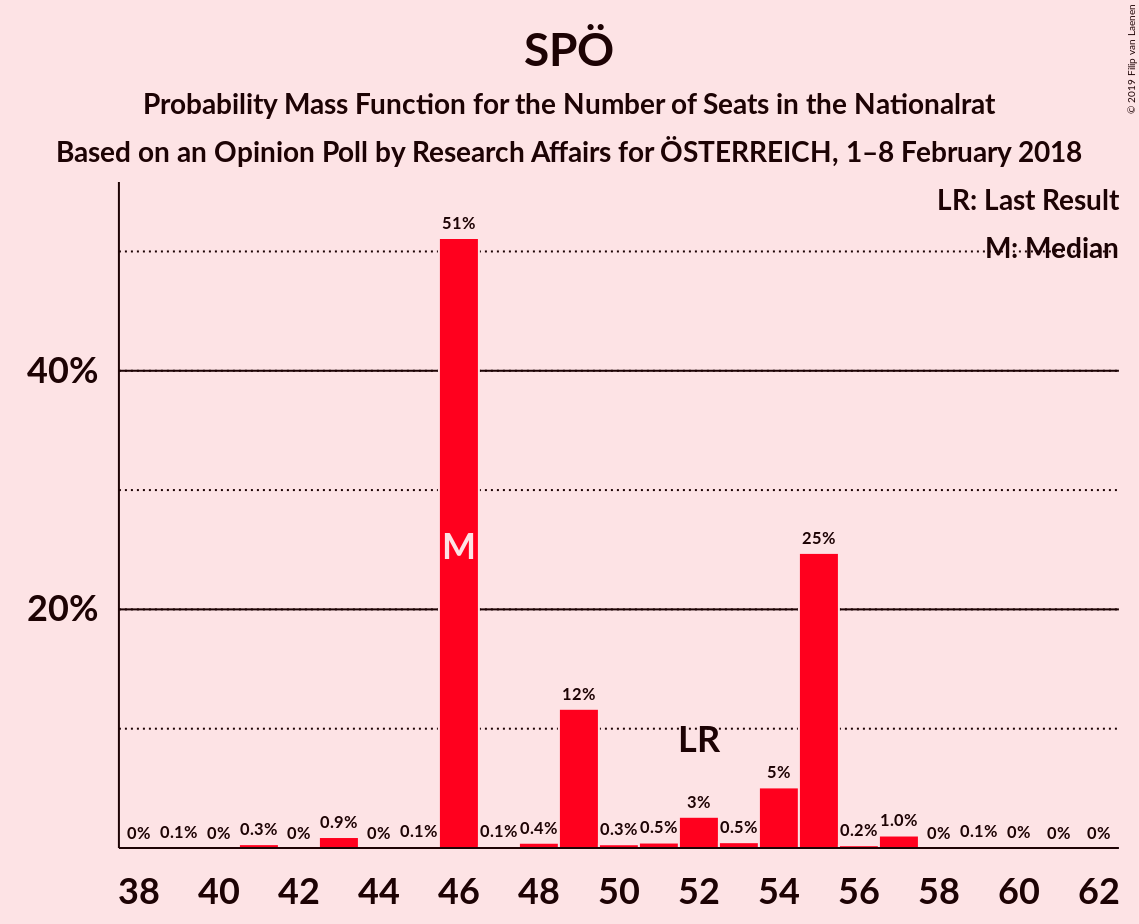 SPÖ
Probability Mass Function for the Number of Seats in the Nationalrat
Based on an Opinion Poll by Research Affairs for ÖSTERREICH, 1–8 February 2018
© 2019 Filip van Laenen
LR: Last Result
M: Median
40%
20%
0% 0.1% 0% 0.3% 0% 0.9% 0% 0.1% 51% 0.1% 0.4% 12% 0.3% 0.5% 3% 0.5% 5% 25% 0.2% 1.0% 0% 0.1% 0% 0% 0%
M
LR
38 40 42 44 46 48 50 52 54 56 58 60 62